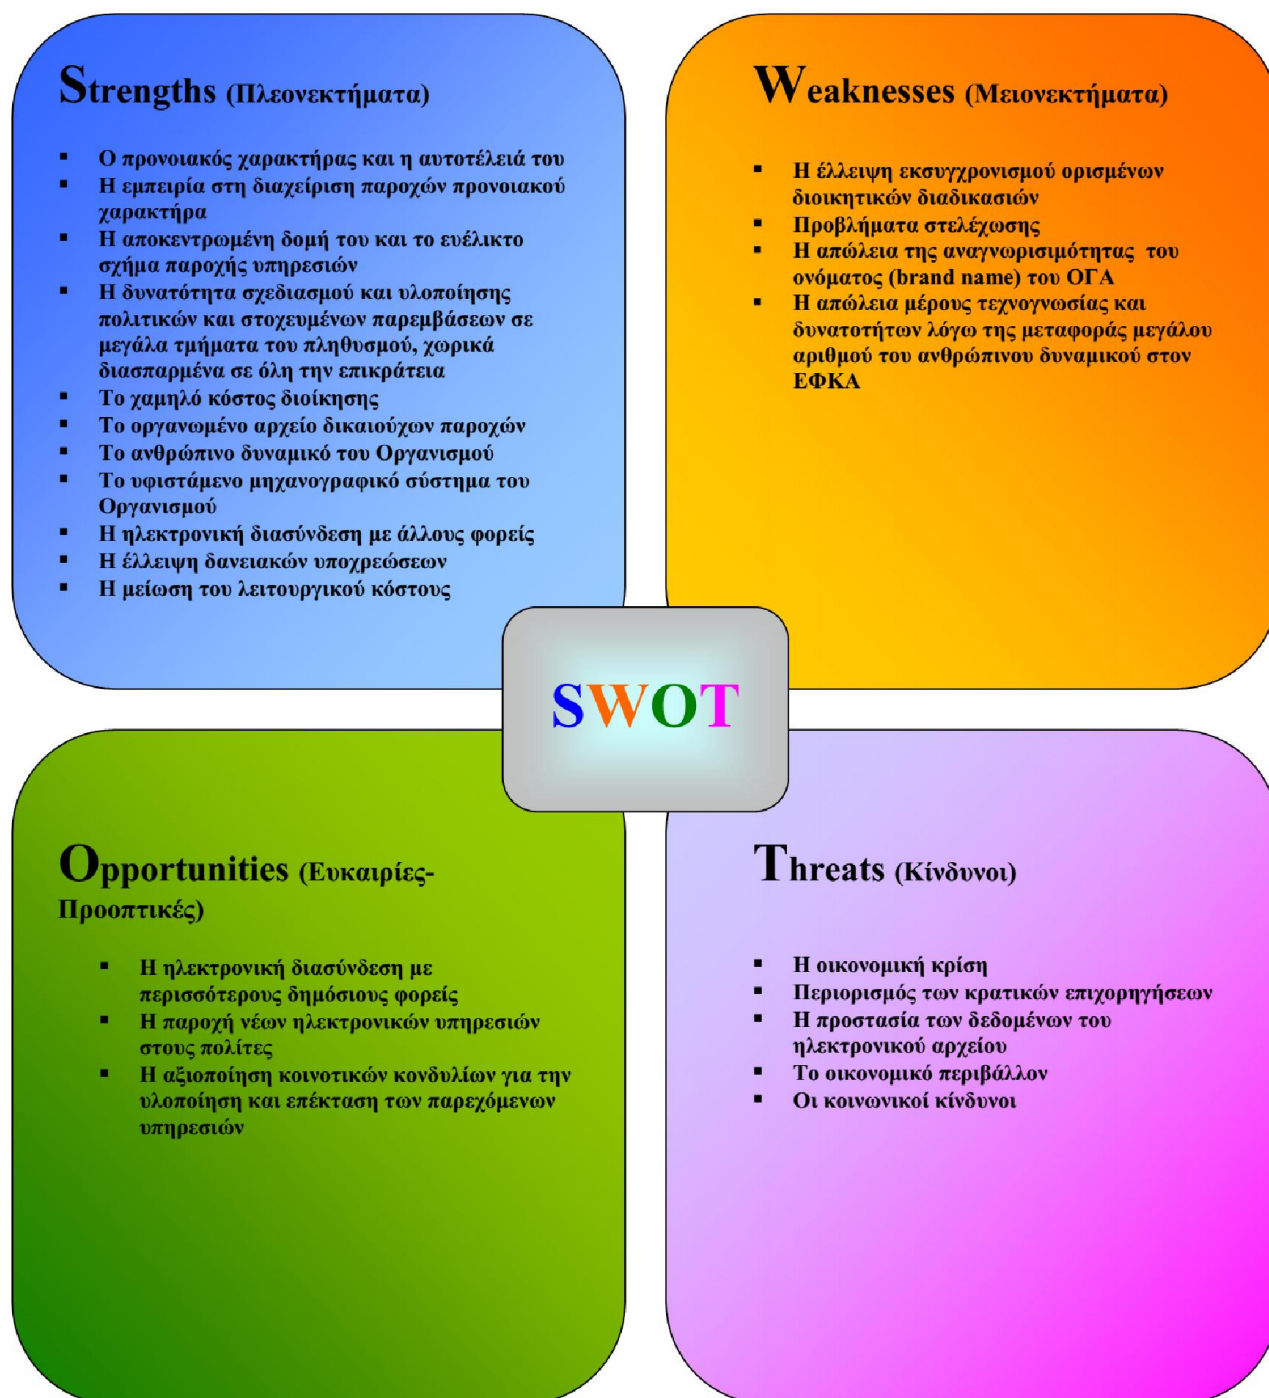 Strengths (Πλεονεκτήματα)
▪ Ο προνοιακός χαρακτήρας και η αυτοτέλειά του
▪ Η εμπειρία στη διαχείριση παροχών προνοιακού
χαρακτήρα
▪ Η αποκεντρωμένη δομή του και το ευέλικτο
σχήμα παροχής υπηρεσιών
▪ Η δυνατότητα σχεδιασμού και υλοποίησης
πολιτικών και στοχευμένων παρεμβάσεων σε
μεγάλα τμήματα του πληθυσμού, χωρικά
διασπαρμένα σε όλη την επικράτεια
▪ Το χαμηλό κόστος διοίκησης
▪ Το οργανωμένο αρχείο δικαιούχων παροχών
▪ Το ανθρώπινο δυναμικό του Οργανισμού
▪ Το υφιστάμενο μηχανογραφικό σύστημα του
Οργανισμού
▪ Η ηλεκτρονική διασύνδεση με άλλους φορείς
▪ Η έλλειψη δανειακών υποχρεώσεων
▪ Η μείωση του λειτουργικού κόστους
Weaknesses (Μειονεκτήματα)
▪ Η έλλειψη εκσυγχρονισμού ορισμένων
διοικητικών διαδικασιών
▪ Προβλήματα στελέχωσης
▪ Η απώλεια της αναγνωρισιμότητας του
ονόματος (brand name) του ΟΓΑ
▪ Η απώλεια μέρους τεχνογνωσίας και
δυνατοτήτων λόγω της μεταφοράς μεγάλου
αριθμού του ανθρώπινου δυναμικού στον
ΕΦΚΑ
SWOT
Opportunities (Ευκαιρίες-
Προοπτικές)
▪ Η ηλεκτρονική διασύνδεση με
περισσότερους δημόσιους φορείς
▪ Η παροχή νέων ηλεκτρονικών υπηρεσιών
στους πολίτες
▪ Η αξιοποίηση κοινοτικών κονδυλίων για την
υλοποίηση και επέκταση των παρεχόμενων
υπηρεσιών
Threats (Κίνδυνοι)
▪ Η οικονομική κρίση
▪ Περιορισμός των κρατικών επιχορηγήσεων
▪ Η προστασία των δεδομένων του
ηλεκτρονικού αρχείου
▪ Το οικονομικό περιβάλλον
▪ Οι κοινωνικοί κίνδυνοι